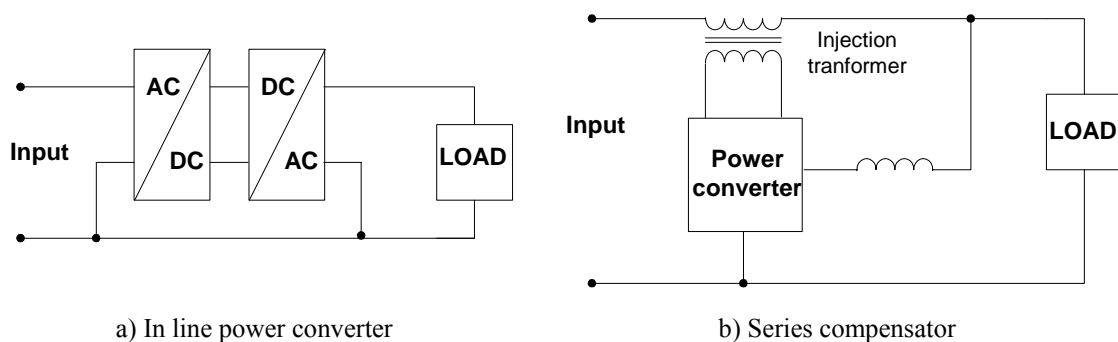 AC
DC
DC
AC
Input
LOAD
a) In line power converter
Injection
tranformer
Input
Power
converter
LOAD
b) Series compensator